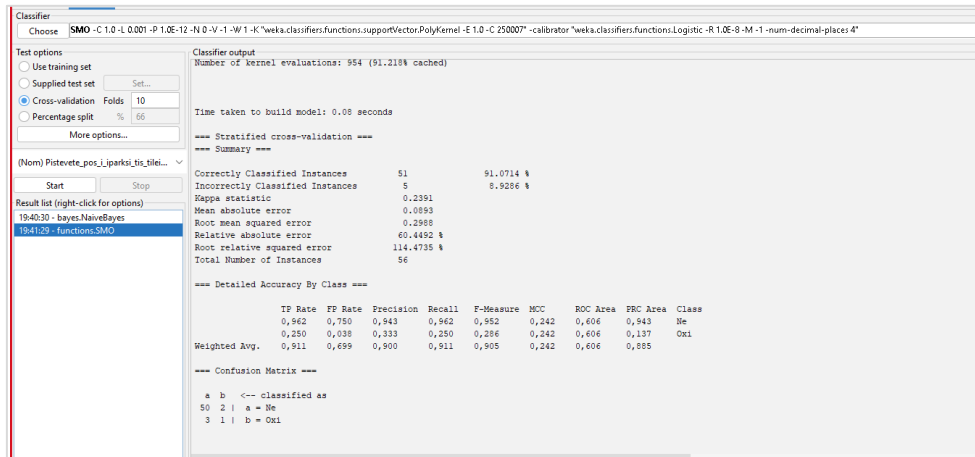 Classifier
Choose SMO -C 1.0 -L 0.001 -P 1.0E-12 -N 0 -V -1 -W 1 -K "weka.classifiers.functions.supportVector.PolyKernel -E 1.0 -C 250007" -calibrator "weka.classifiers.functions.Logistic -R 1.0E-8 -M -1 -num-decimal-places 4"
Test options
Use training set
Supplied test set Set...
Cross-validation Folds 10
Percentage split % 66
More options...
(Nom) Pistevete_pos_i_iparksi_tis_tilei...
Start Stop
Result list (right-click for options)
19:40:30 - bayes.NaiveBayes
19:41:29 - functions.SMO
Classifier output
Number of kernel evaluations: 954 (91.218% cached)
Time taken to build model: 0.08 seconds
=== Stratified cross-validation ===
=== Summary ===
Correctly Classified Instances 51 91.0714 %
Incorrectly Classified Instances 5 8.9286 %
Kappa statistic 0.2391
Mean absolute error 0.0893
Root mean squared error 0.2988
Relative absolute error 60.4492 %
Root relative squared error 114.4735 %
Total Number of Instances 56
=== Detailed Accuracy By Class ===
TP Rate FP Rate Precision Recall F-Measure MCC ROC Area PRC Area Class
0,962 0,750 0,943 0,962 0,952 0,242 0,606 0,943 Ne
0,250 0,038 0,333 0,250 0,286 0,242 0,606 0,137 Oxi
Weighted Avg. 0,911 0,699 0,900 0,911 0,905 0,242 0,606 0,885
=== Confusion Matrix ===
a b <-- classified as
50 2 | a = Ne
3 1 | b = Oxi